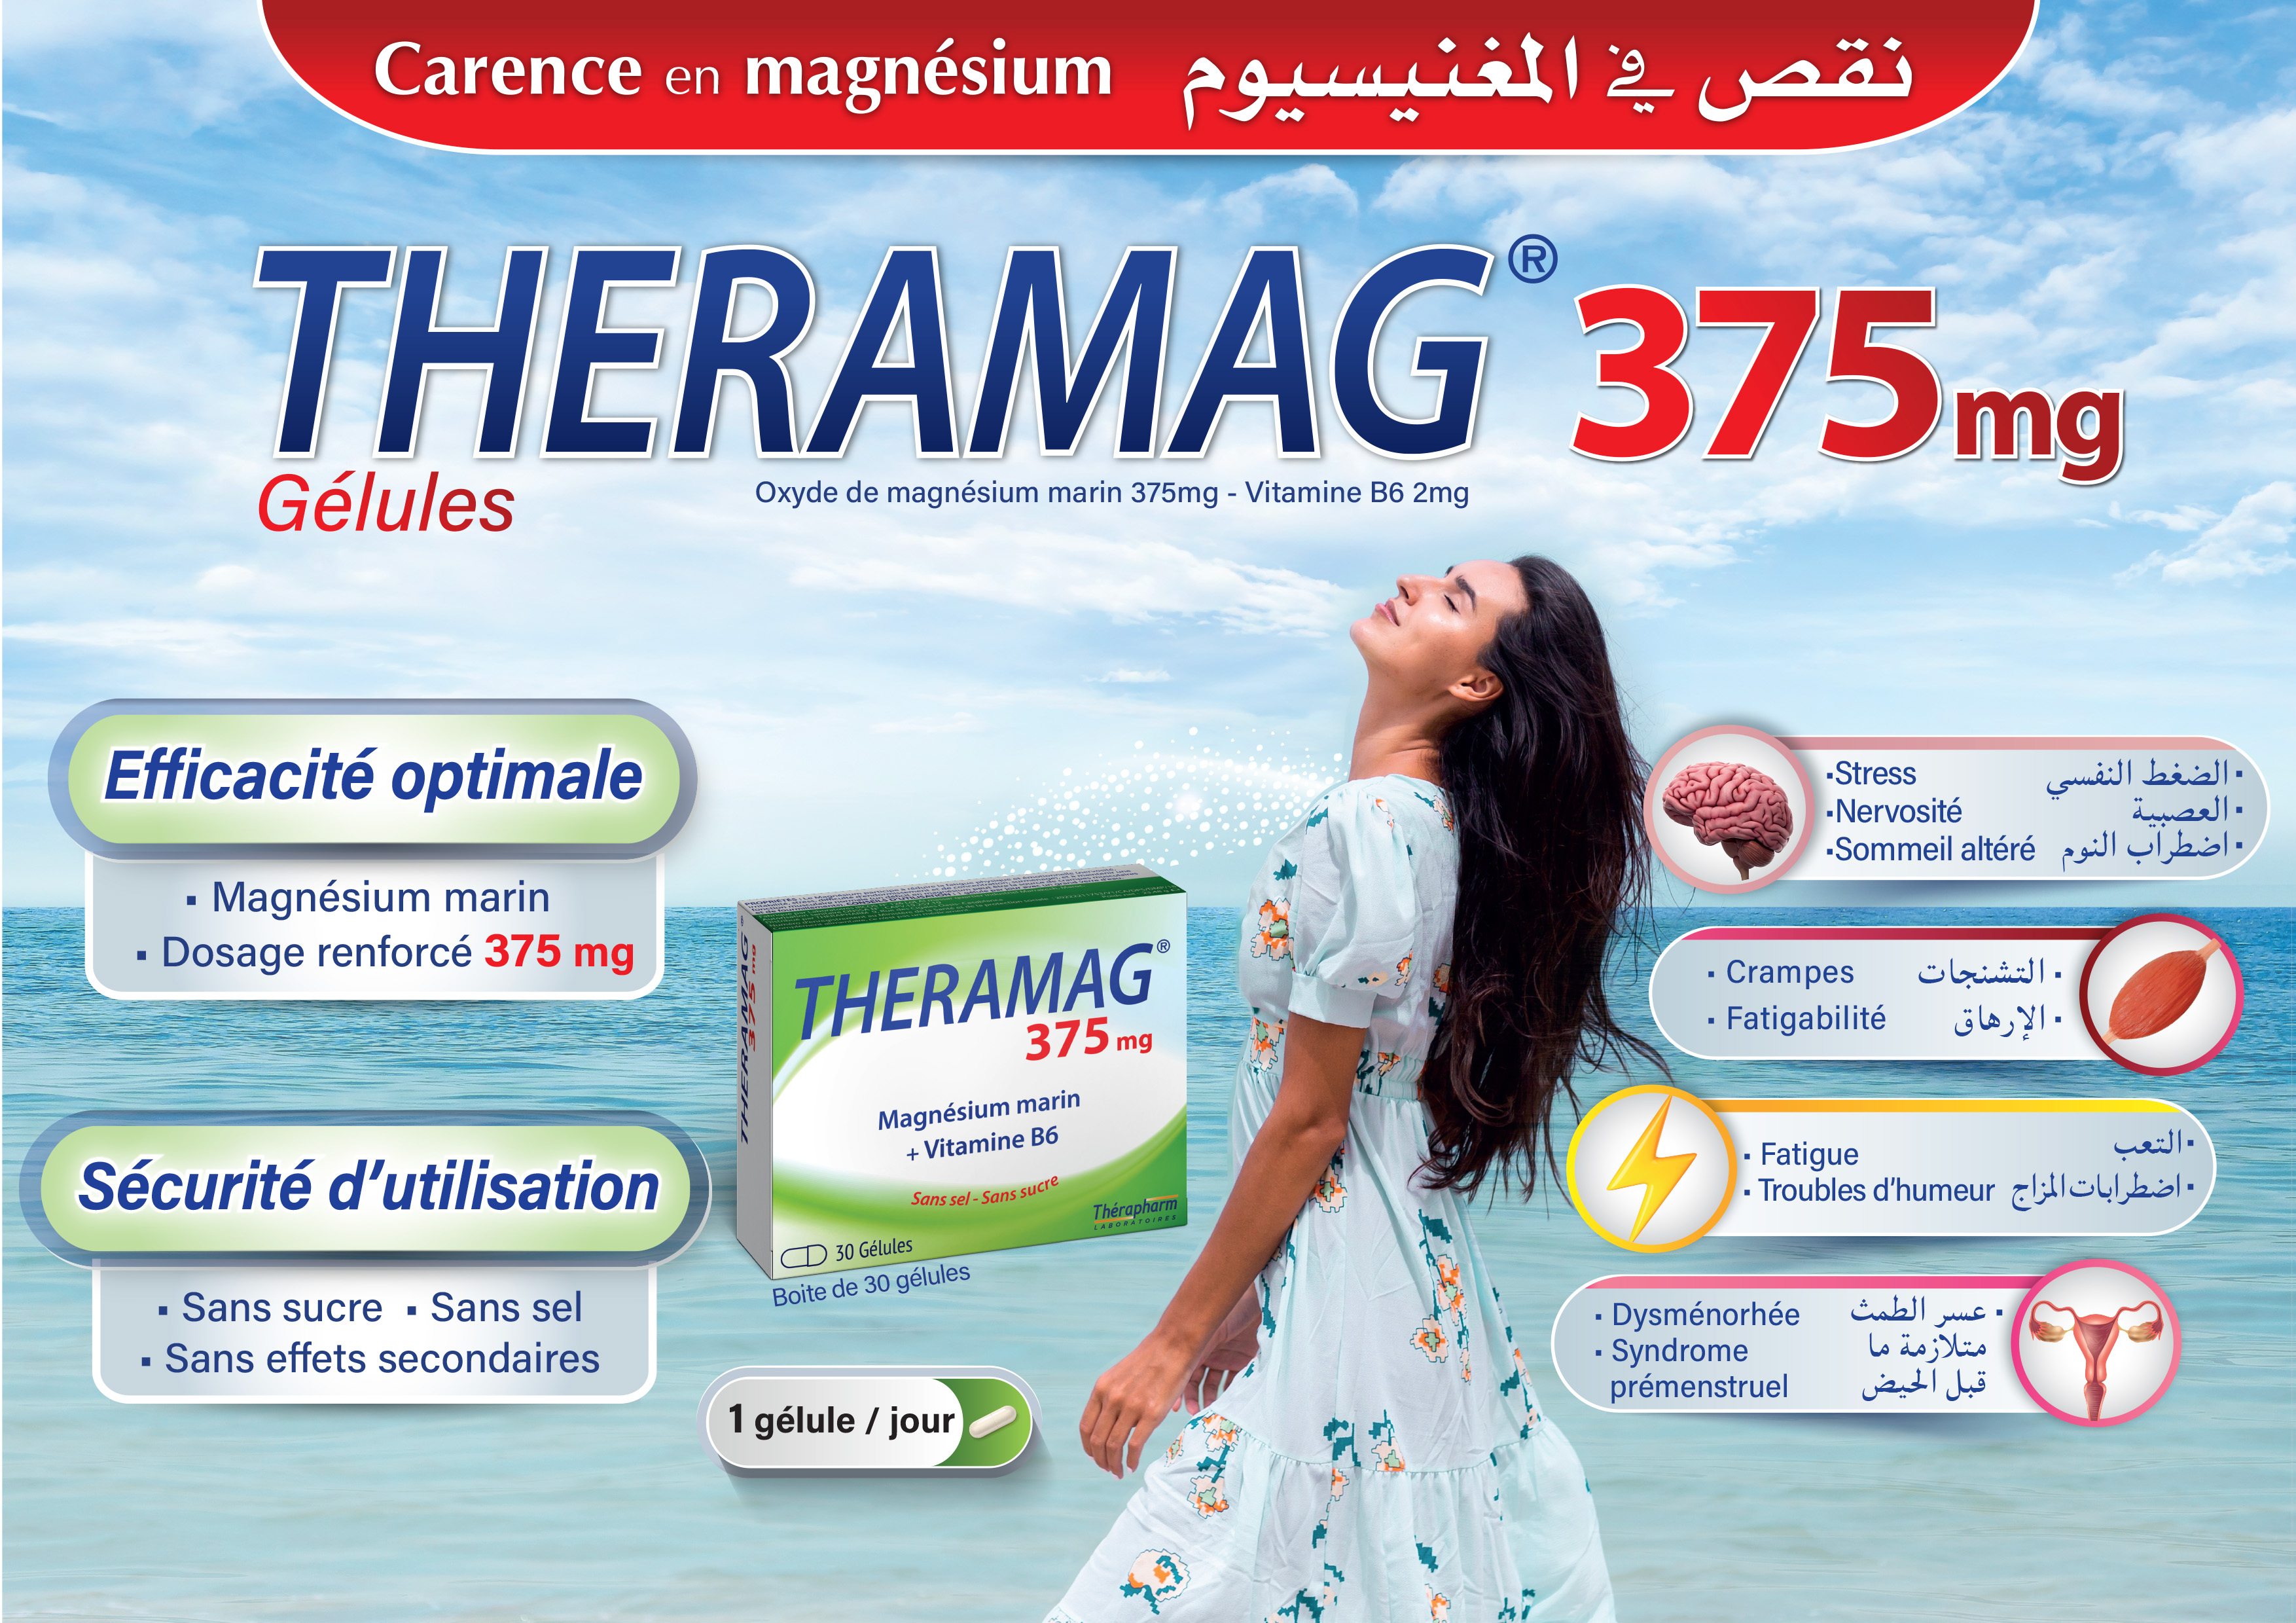 Carence en magnésium
نقص في المغنيسيوم
THERAMAG® 375mg
Gélules
Oxyde de magnésium marin 375mg - Vitamine B6 2mg
Efficacité optimale
▪ Magnésium marin
▪ Dosage renforcé 375 mg
Sécurité d’utilisation
▪ Sans sucre ▪ Sans sel
▪ Sans effets secondaires
THERAMAG 375 mg
THERAMAG®
375 mg
Magnésium marin
+ Vitamine B6
Sans sel - Sans sucre
Thérapharm
LABORATOIRES
30 Gélules
Boite de 30 gélules
1 gélule / jour
▪Stress
▪Nervosité
▪Sommeil altéré
▪ الضغط النفسي
▪ العصبية
▪ اضطراب النوم
▪ Crampes
▪ Fatigabilité
▪ التشنجات
▪ الإرهاق
▪ Fatigue
▪ Troubles d’humeur
▪التعب
▪ اضطرابات المزاج
▪ Dysménorhée
▪ Syndrome
prémenstruel
▪ عسر الطمث
متلازمة ما
قبل الحيض